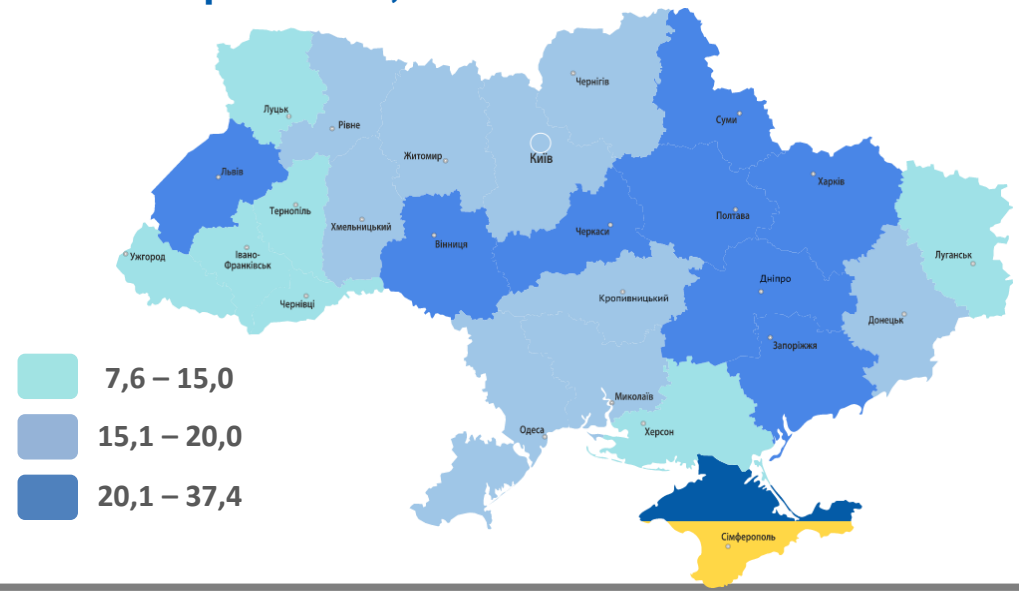 Чернігів
Луцьк
Рівне
Суми
Житомир
Київ
Львів
Харків
Тернопіль
Хмельницький
Полтава
Черкаси
Вінниця
Ужгород
Івано-
Франківськ
Луганськ
Дніпро
Чернівці
Кропивницький
Донецьк
Запоріжжя
7,6 – 15,0
Миколаїв
Одеса
Херсон
15,1 – 20,0
20,1 – 37,4
Сімферополь